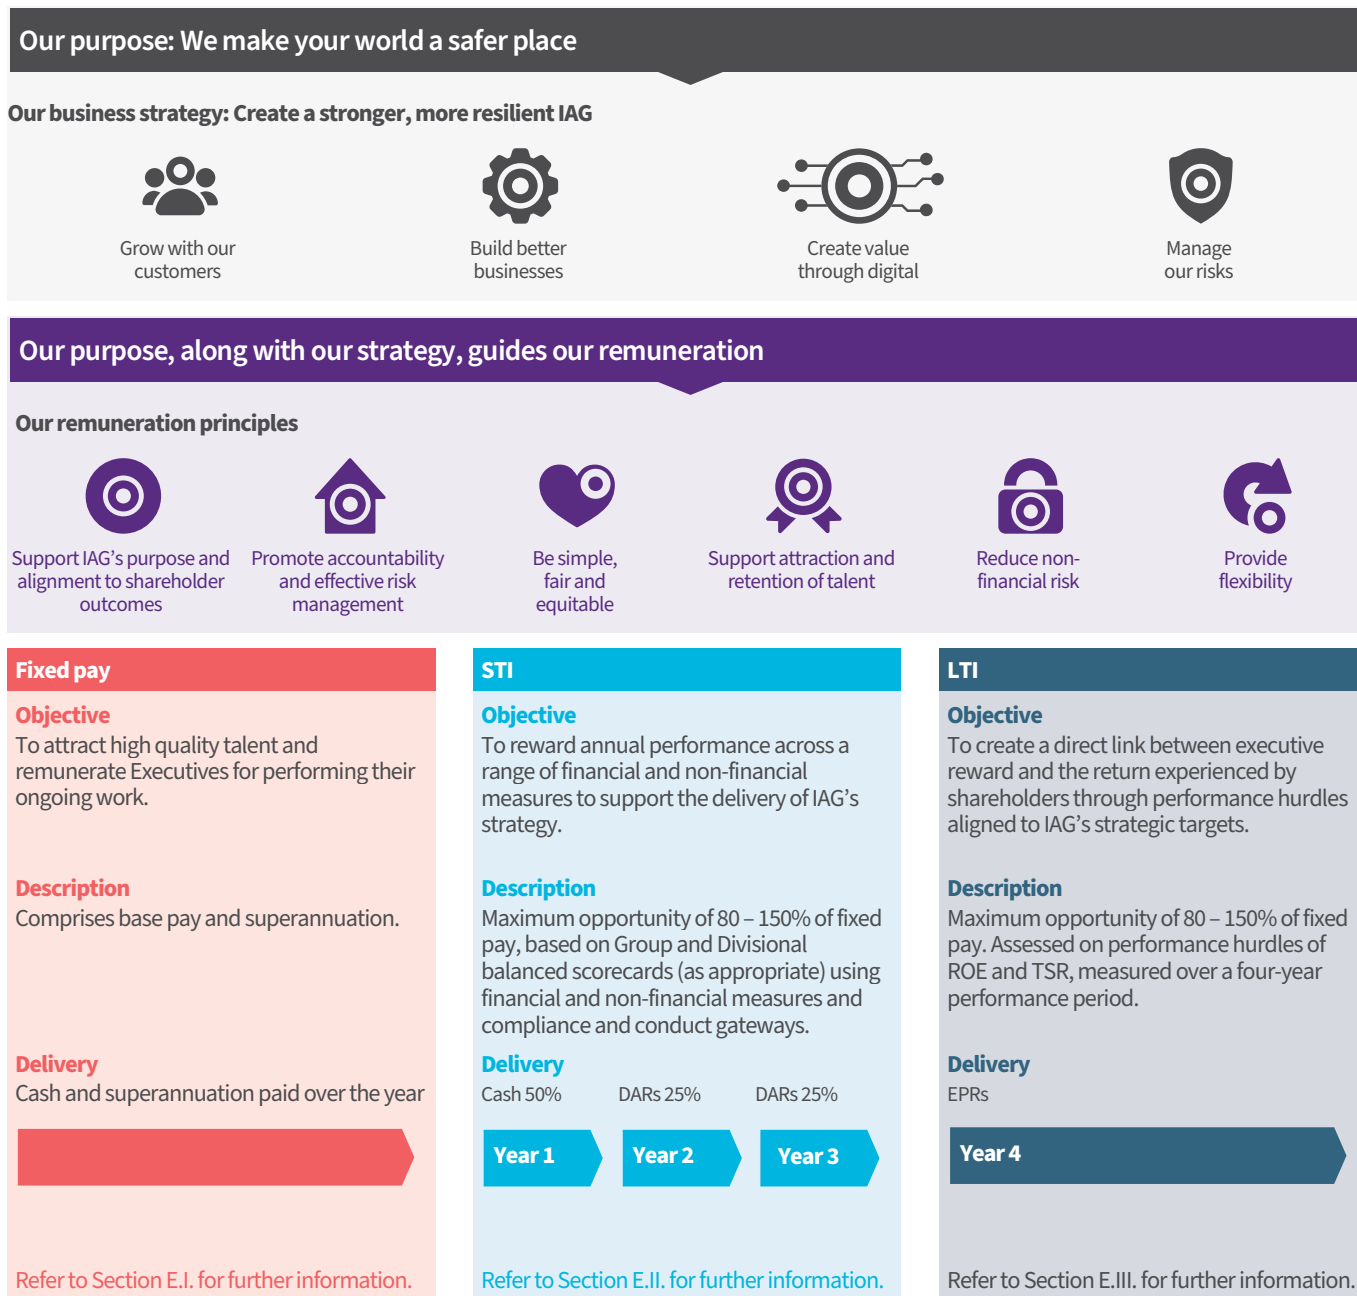 Our purpose: We make your world a safer place
Our business strategy: Create a stronger, more resilient IAG
Grow with our
customers
Build better
businesses
Create value
through digital
Manage
our risks
Our purpose, along with our strategy, guides our remuneration
Our remuneration principles
Support IAG’s purpose and
alignment to shareholder
outcomes
Promote accountability
and effective risk
management
Be simple,
fair and
equitable
Support attraction and
retention of talent
Reduce non-
financial risk
Provide
flexibility
Fixed pay
Objective
To attract high quality talent and
remunerate Executives for performing their
ongoing work.
Description
Comprises base pay and superannuation.
Delivery
Cash and superannuation paid over the year
Refer to Section E.I. for further information.
STI
Objective
To reward annual performance across a
range of financial and non-financial
measures to support the delivery of IAG’s
strategy.
Description
Maximum opportunity of 80 – 150% of fixed
pay, based on Group and Divisional
balanced scorecards (as appropriate) using
financial and non-financial measures and
compliance and conduct gateways.
Delivery
Cash 50% DARs 25% DARs 25%
Year 1 Year 2 Year 3
Refer to Section E.II. for further information.
LTI
Objective
To create a direct link between executive
reward and the return experienced by
shareholders through performance hurdles
aligned to IAG’s strategic targets.
Description
Maximum opportunity of 80 – 150% of fixed
pay. Assessed on performance hurdles of
ROE and TSR, measured over a four-year
performance period.
Delivery
EPRs
Year 4
Refer to Section E.III. for further information.